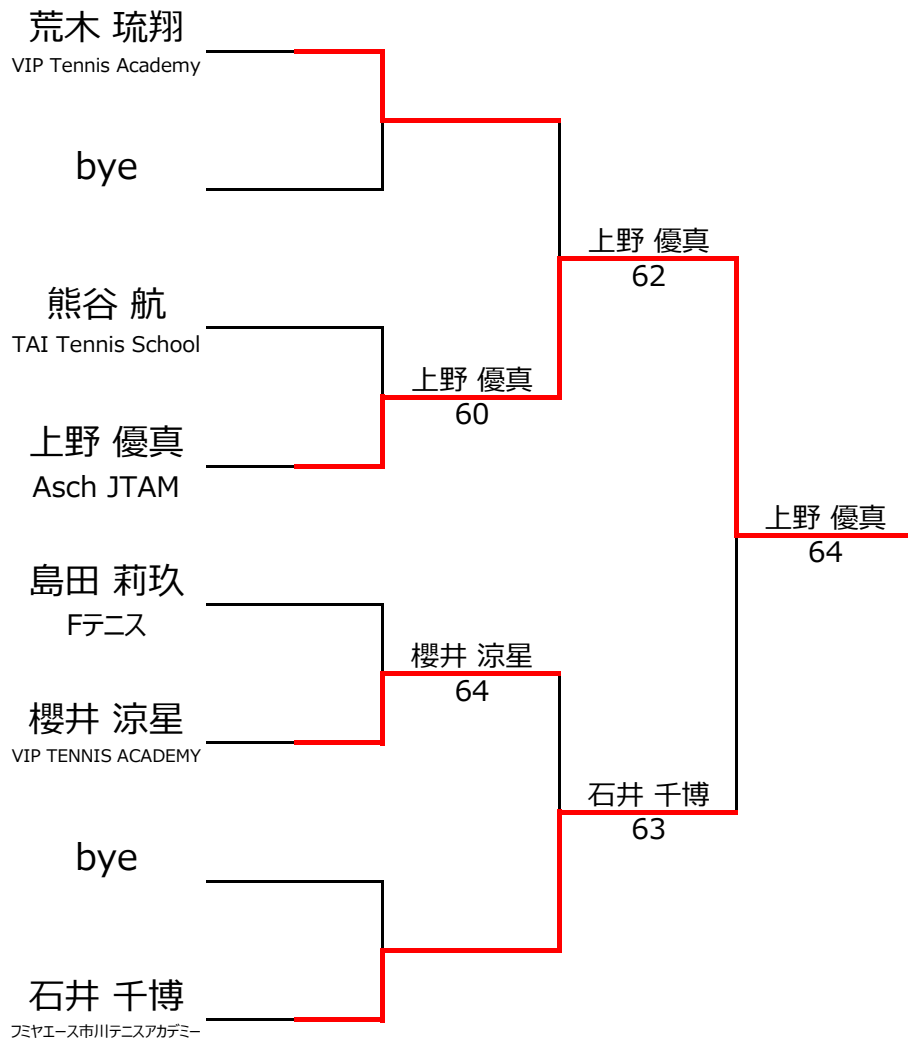 荒木 琉翔
VIP Tennis Academy
bye
熊谷 航
TAI Tennis School
上野 優真
Asch JTAM
島田 莉玖
Fテニス
櫻井 涼星
VIP TENNIS ACADEMY
bye
石井 千博
フミヤエース市川テニスアカデミー
上野 優真
60
櫻井 涼星
64
上野 優真
62
石井 千博
63
上野 優真
64